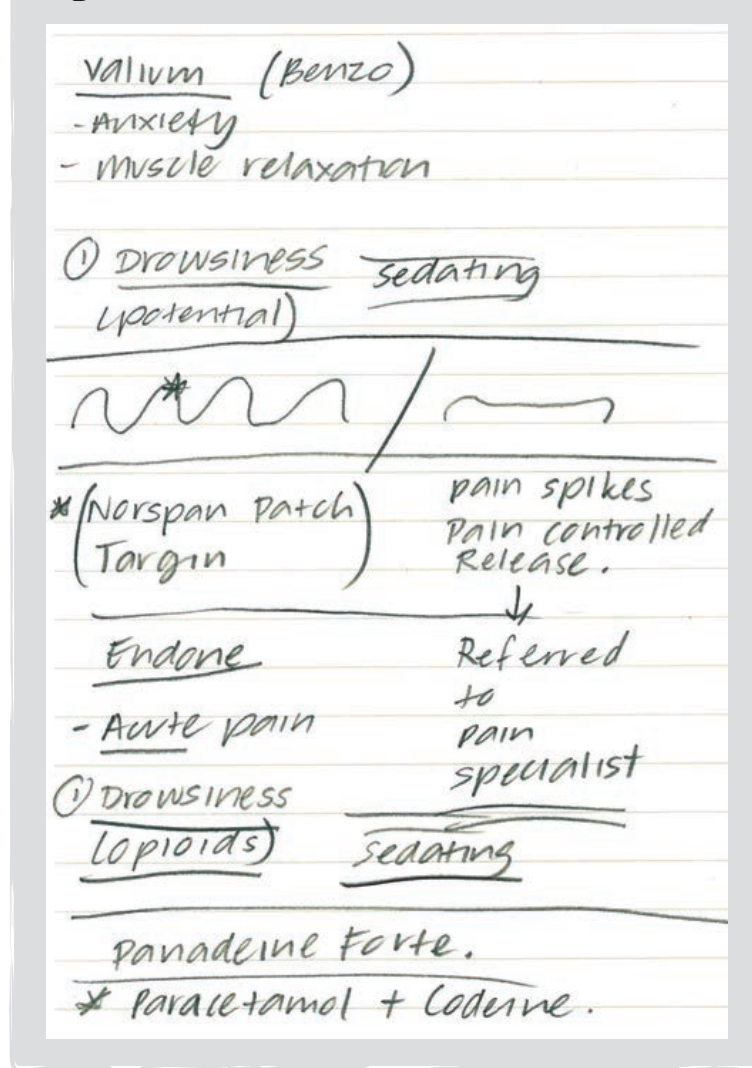 Valium (Benzo)
- Anxiety
- Muscle relaxation
① Drowsiness sedating
(potential)
*
* (Norspan Patch
Targin)
pain spikes
Pain controlled
Release.
Endone
- Acute pain
① Drowsiness
(opioids) sedating
Referred
to
pain
specialist
Panadeine Forte.
* Paracetamol + Codeine.